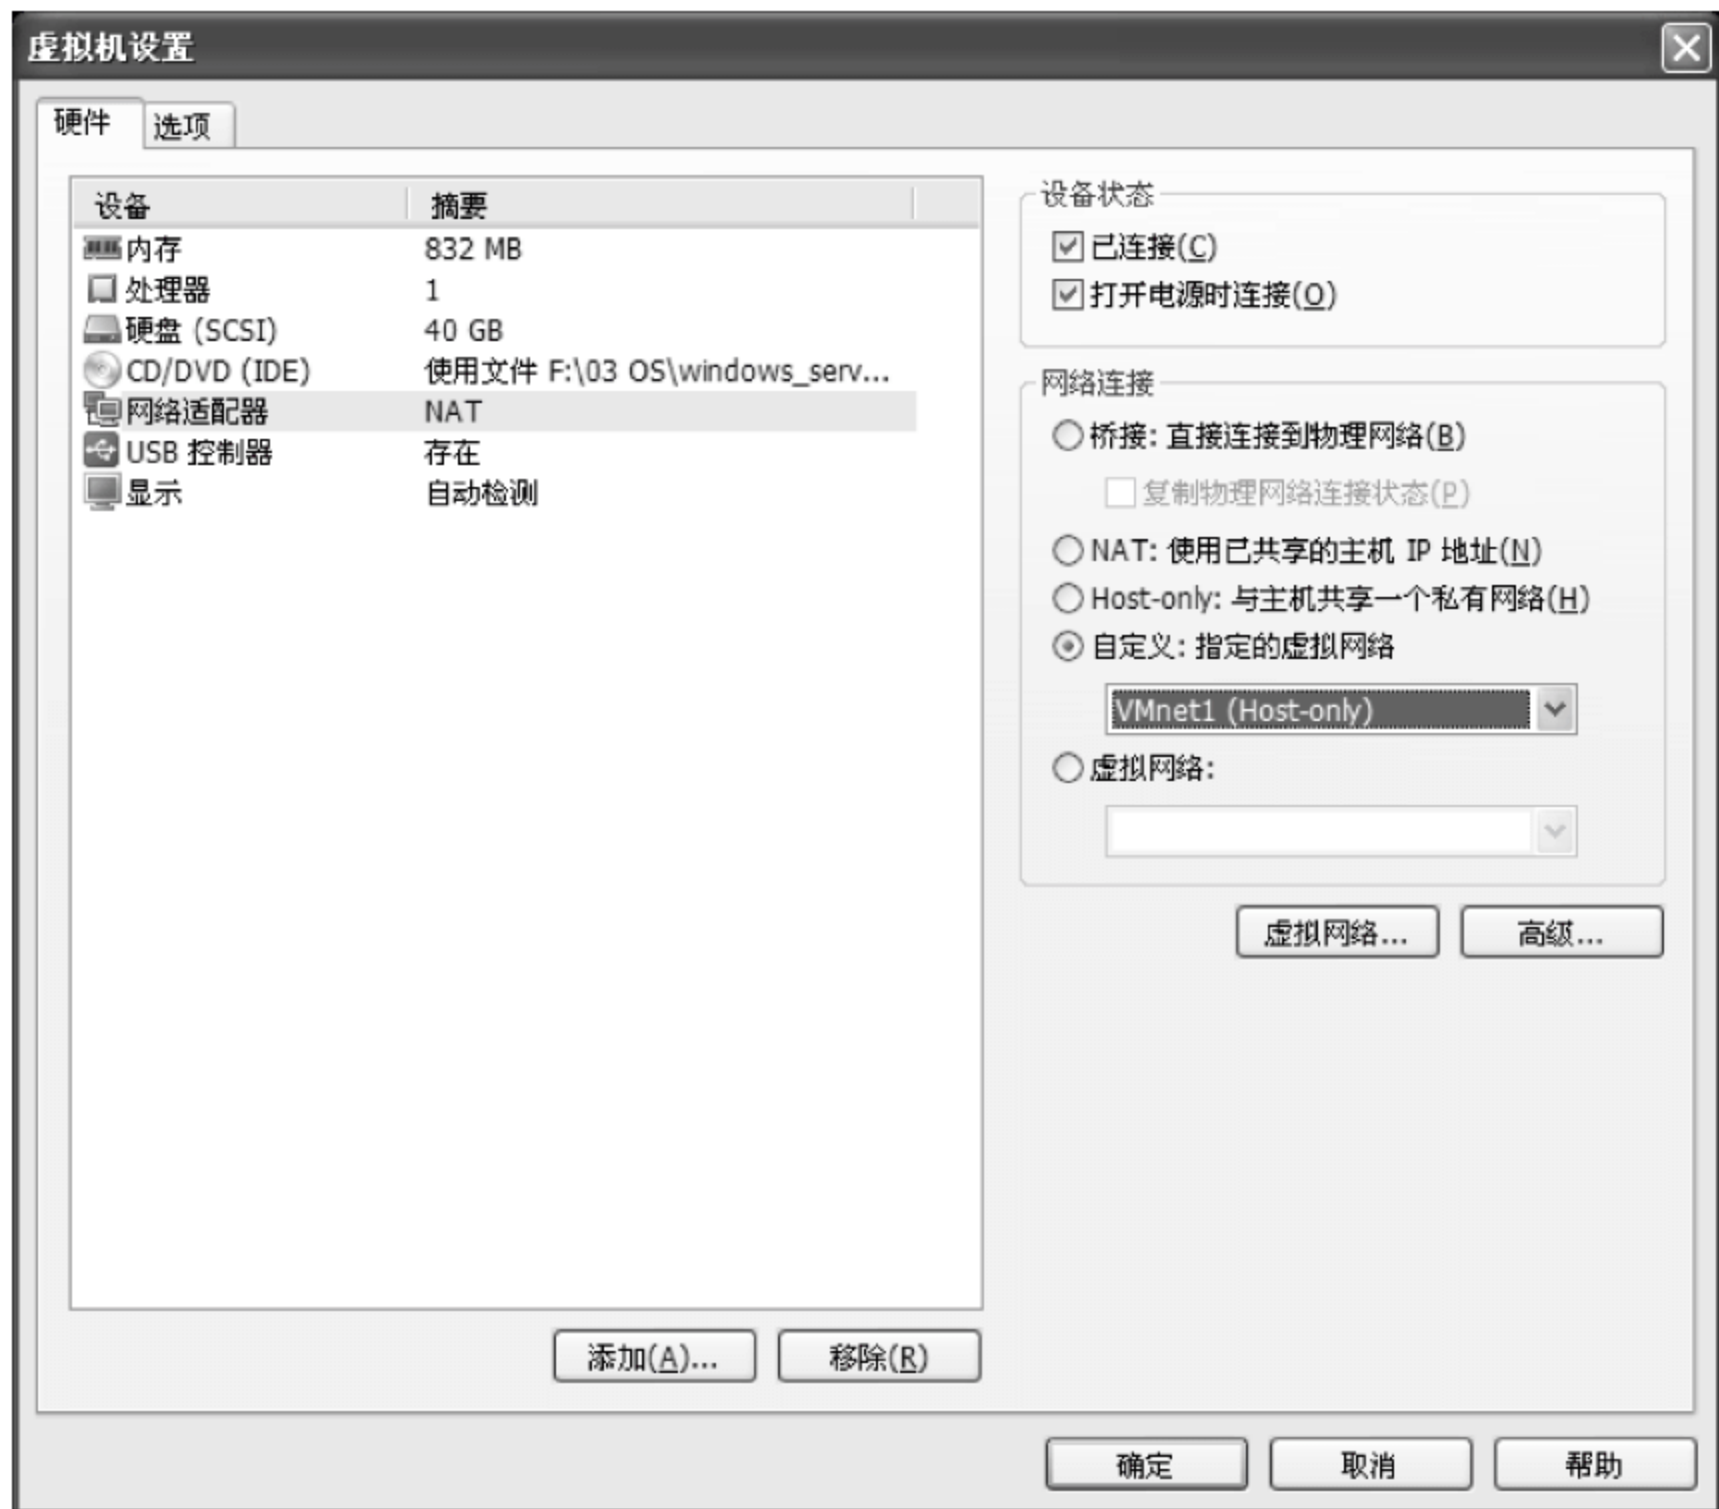 虚拟机设置
硬件
选项
设备 摘要
内存 832 MB
处理器 1
硬盘 (SCSI) 40 GB
CD/DVD (IDE) 使用文件 F:\03 OS\windows_serv...
网络适配器 NAT
USB 控制器 存在
显示 自动检测
添加(A)...
移除(R)
设备状态
已连接(C)
打开电源时连接(O)
网络连接
桥接: 直接连接到物理网络(B)
复制物理网络连接状态(P)
NAT: 使用已共享的主机 IP 地址(N)
Host-only: 与主机共享一个私有网络(H)
自定义: 指定的虚拟网络
VMnet1 (Host-only)
虚拟网络:
虚拟网络...
高级...
确定
取消
帮助